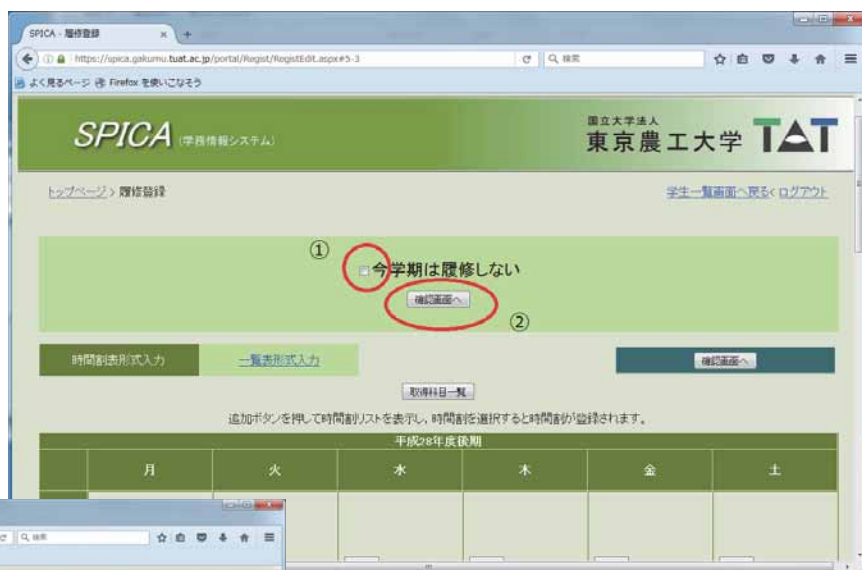 SPICA - 履修登録
https://spica.gakumu.tuat.ac.jp/portal/Regist/RegistEdit.aspx#5-3
検索
よく見るページ Firefox を使いこなそう
SPICA (学務情報システム)
国立大学法人
東京農工大学 TAT
トップページ > 履修登録
学生一覧画面へ戻る< ログアウト
①
今学期は履修しない
確認画面へ
②
時間割表形式入力
一覧表形式入力
確認画面へ
取得科目一覧
追加ボタンを押して時間割リストを表示し、時間割を選択すると時間割が登録されます。
平成28年度後期
月 火 水 木 金 土
検索